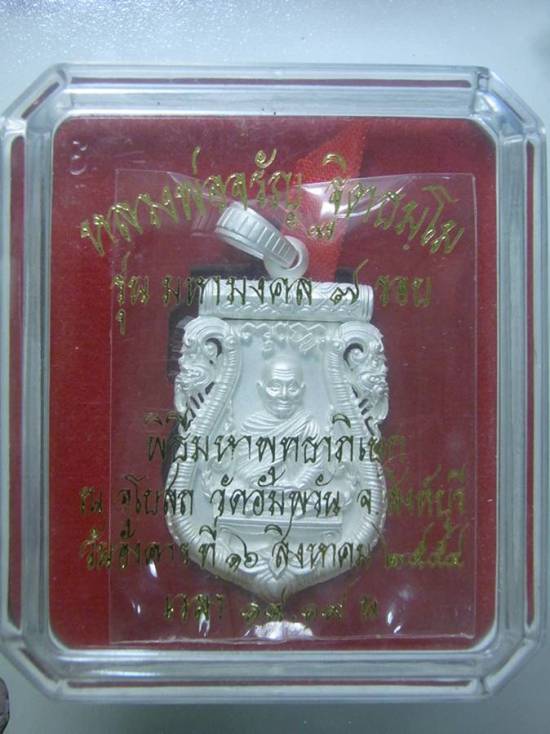 หลวงพ่อจรัญ ฐิตธมฺโม
รุ่น มหามงคล ๗ รอบ
พิธีมหาพุทธาภิเษก
ณ อุโบสถ วัดอัมพวัน จ.สิงห์บุรี
วันอังคารที่ ๑๖ สิงหาคม ๒๕๕๔
เวลา น